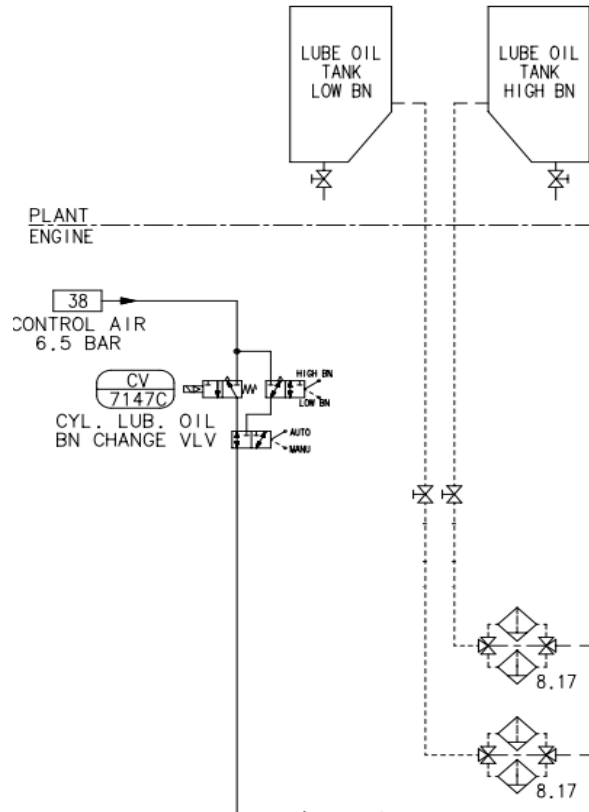 LUBE OIL
TANK
LOW BN
LUBE OIL
TANK
HIGH BN
PLANT
ENGINE
38
CONTROL AIR
6.5 BAR
CV
7147C
CYL. LUB. OIL
BN CHANGE VLV
HIGH BN
LOW BN
AUTO
MANU
8.17
8.17